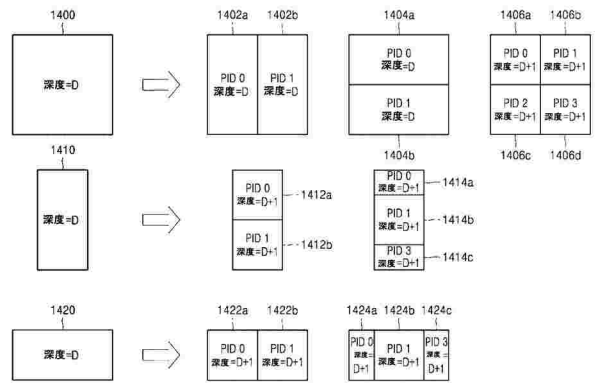 1400 1402a 1402b 1404a 1406a 1406b
深度=D
PID 0
深度=D
PID 1
深度=D
PID 0
深度=D
PID 1
深度=D
PID 0
深度=D+1
PID 1
深度=D+1
PID 2
深度=D+1
PID 3
深度=D+1
1404b 1406c 1406d
1410
深度=D
PID 0
深度=D+1
1412a
PID 1
深度=D+1
1412b
PID 0
深度=D+1
1414a
PID 1
深度=D+1
1414b
PID 3
深度=D+1
1414c
1420 1422a 1422b 1424a 1424b 1424c
深度=D
PID 0
深度=D+1
PID 1
深度=D+1
PID 0
深度=
D+1
PID 1
深度=D+1
PID 3
深度=
D+1